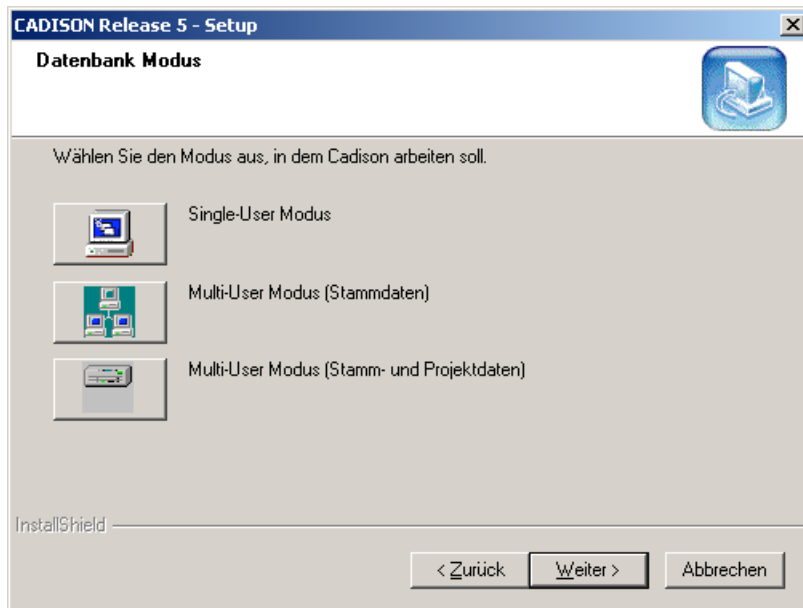 CADISON Release 5 - Setup
Datenbank Modus
Wählen Sie den Modus aus, in dem Cadison arbeiten soll.
Single-User Modus
Multi-User Modus (Stammdaten)
Multi-User Modus (Stamm- und Projektdaten)
InstallShield
< Zurück Weiter > Abbrechen